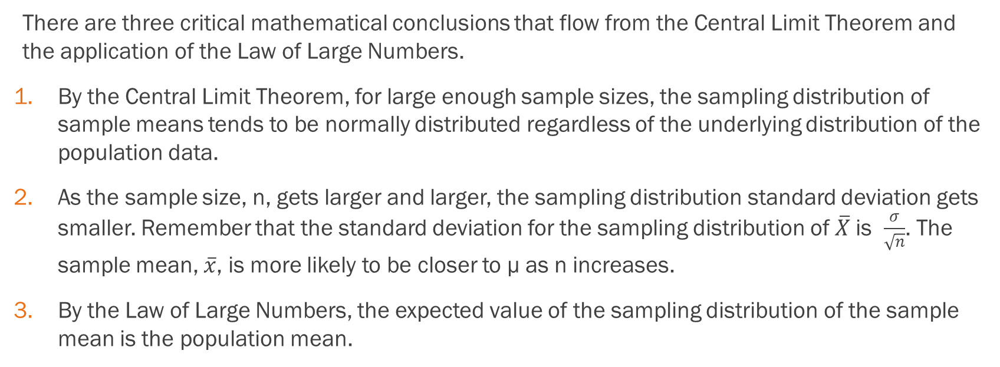 There are three critical mathematical conclusions that flow from the Central Limit Theorem and
the application of the Law of Large Numbers.
1. By the Central Limit Theorem, for large enough sample sizes, the sampling distribution of
sample means tends to be normally distributed regardless of the underlying distribution of the
population data.
2. As the sample size, n, gets larger and larger, the sampling distribution standard deviation gets
smaller. Remember that the standard deviation for the sampling distribution of X̅ is σ/√n. The
sample mean, x̅, is more likely to be closer to µ as n increases.
3. By the Law of Large Numbers, the expected value of the sampling distribution of the sample
mean is the population mean.